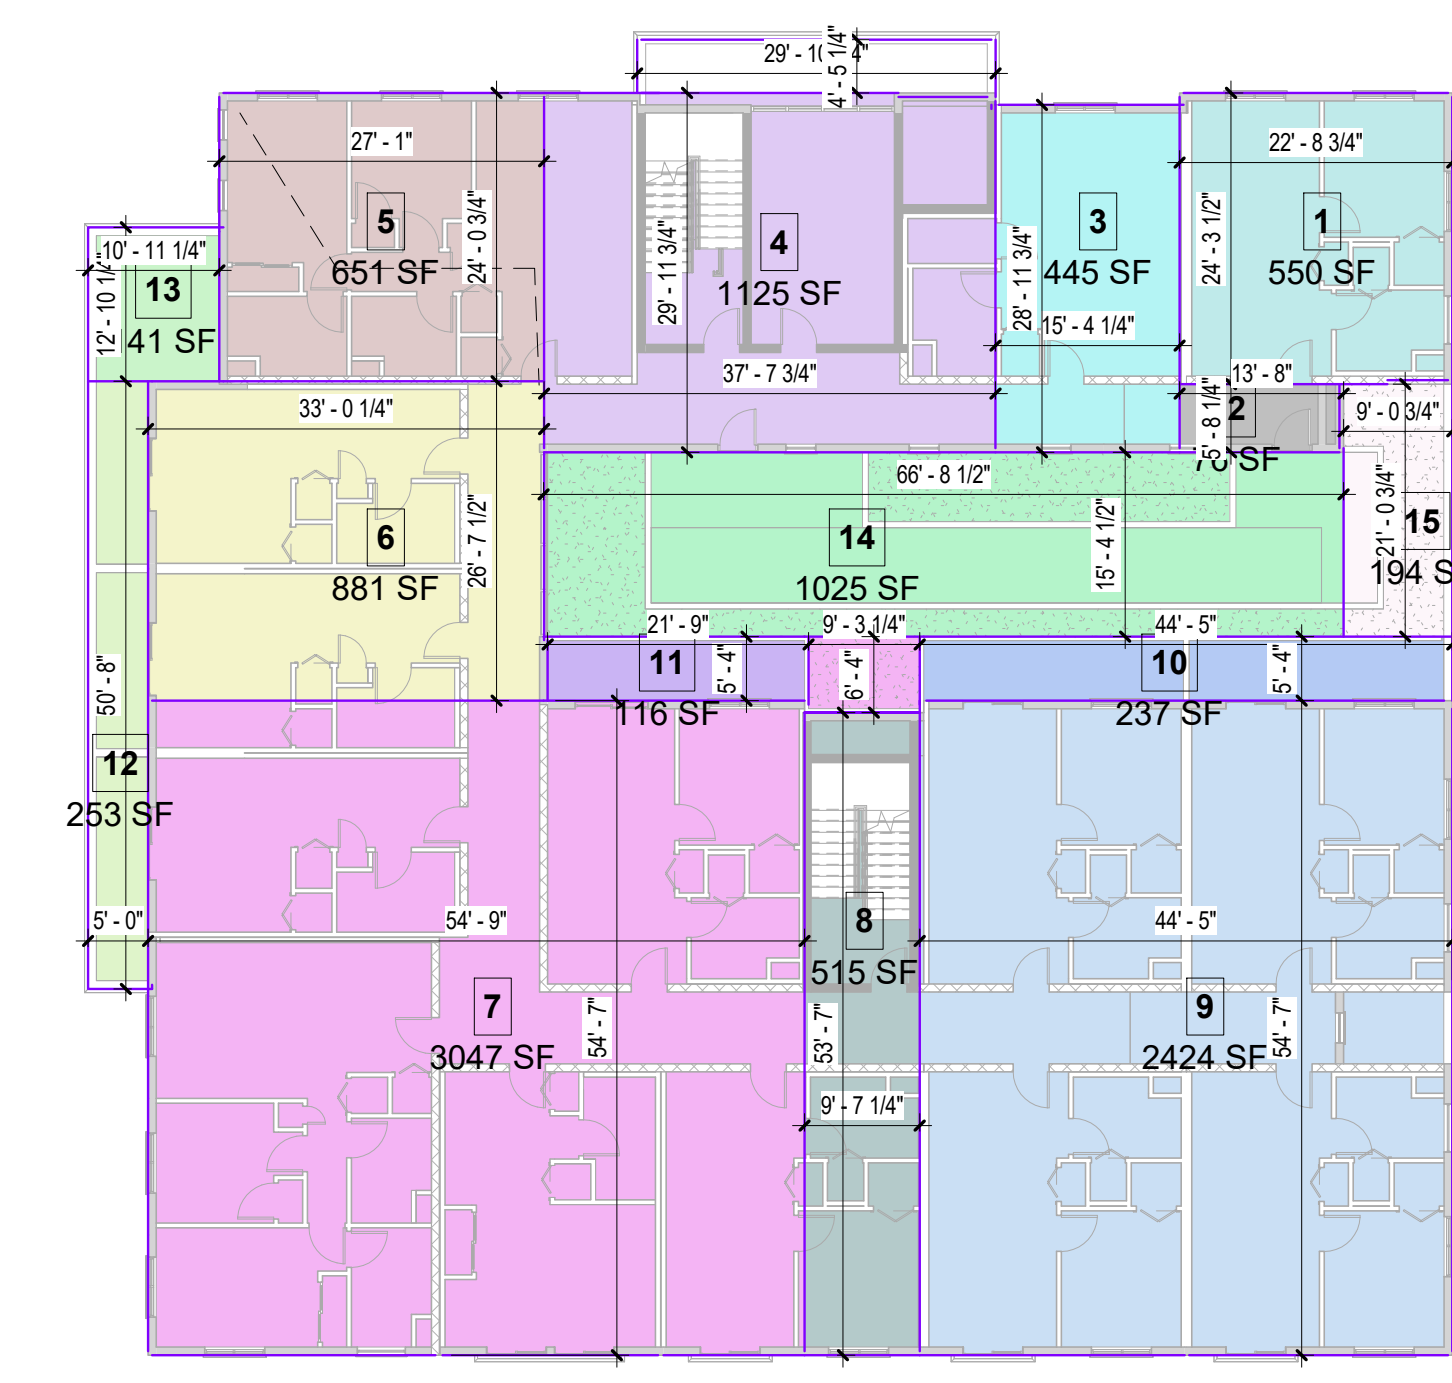 29' - 10
4' - 5 1/4"
27' - 1"
22' - 8 3/4"
5
651 SF
24' - 0 3/4"
4
1125 SF
29' - 11 3/4"
3
445 SF
28' - 11 3/4"
15' - 4 1/4"
1
550 SF
24' - 3 1/2"
10' - 11 1/4"
12' - 10 1/4"
13
41 SF
37' - 7 3/4"
13' - 8"
2
76 SF
5' - 8 1/4"
9' - 0 3/4"
33' - 0 1/4"
6
881 SF
26' - 7 1/2"
66' - 8 1/2"
14
1025 SF
15' - 4 1/2"
15
194 S
21' - 0 3/4"
21' - 9"
11
116 SF
5' - 4"
9' - 3 1/4"
6' - 4"
44' - 5"
10
237 SF
5' - 4"
50' - 8"
12
253 SF
5' - 0"
54' - 9"
7
3047 SF
54' - 7"
8
515 SF
53' - 7"
9' - 7 1/4"
44' - 5"
9
2424 SF
54' - 7"